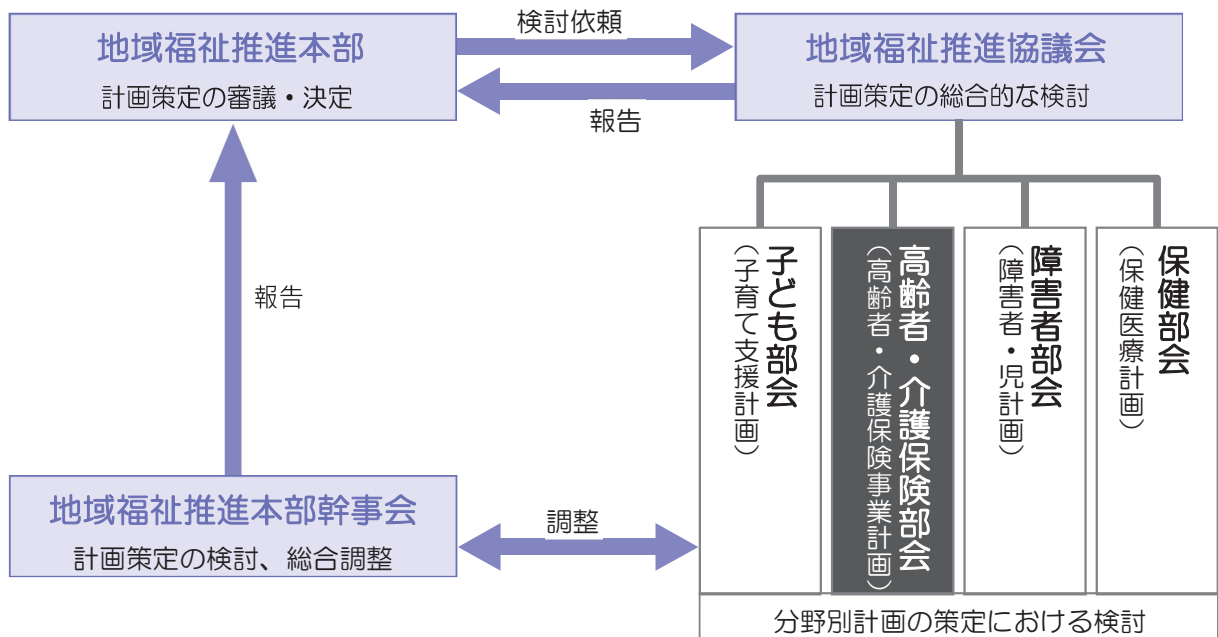 地域福祉推進本部
計画策定の審議・決定
検討依頼
報告
地域福祉推進協議会
計画策定の総合的な検討
報告
子ども部会
（子育て支援計画）
高齢者・介護保険部会
（高齢者・介護保険事業計画）
障害者部会
（障害者・児計画）
保健部会
（保健医療計画）
地域福祉推進本部幹事会
計画策定の検討、総合調整
調整
分野別計画の策定における検討